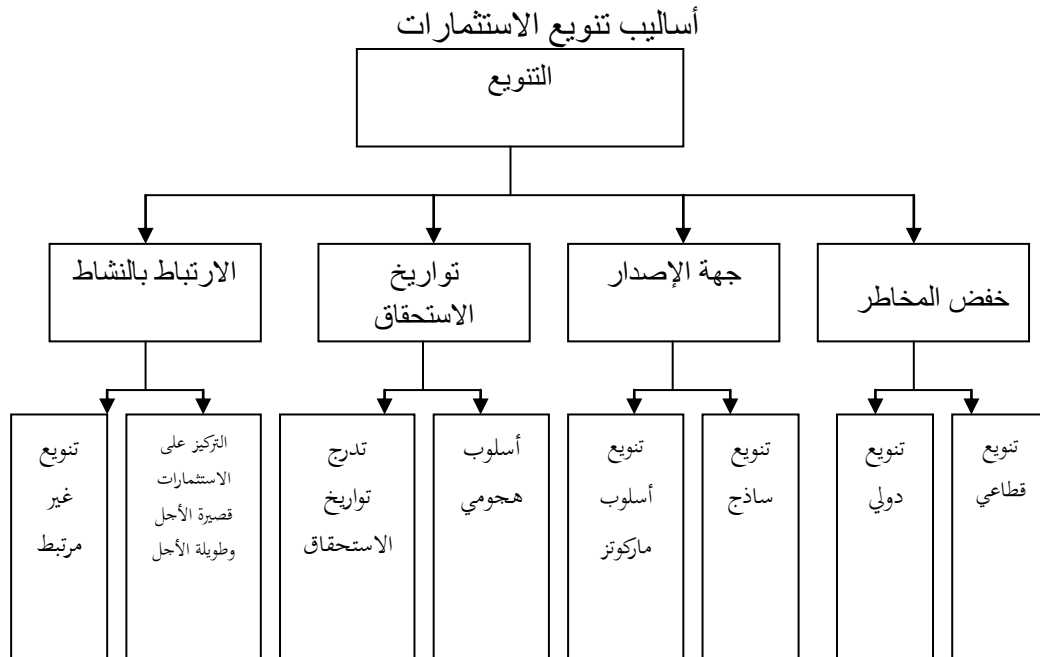 أساليب تنويع الاستثمارات
التنويع
خفض المخاطر
جهة الإصدار
تواريخ
الاستحقاق
الارتباط بالنشاط
تنويع
قطاعي
تنويع
دولي
تنويع
ساذج
تنويع
أسلوب
ماركوتز
أسلوب
هجومي
تدرج
تواريخ
الاستحقاق
التركيز على
الاستثمارات
قصيرة الأجل
وطويلة الأجل
تنويع
غير
مرتبط